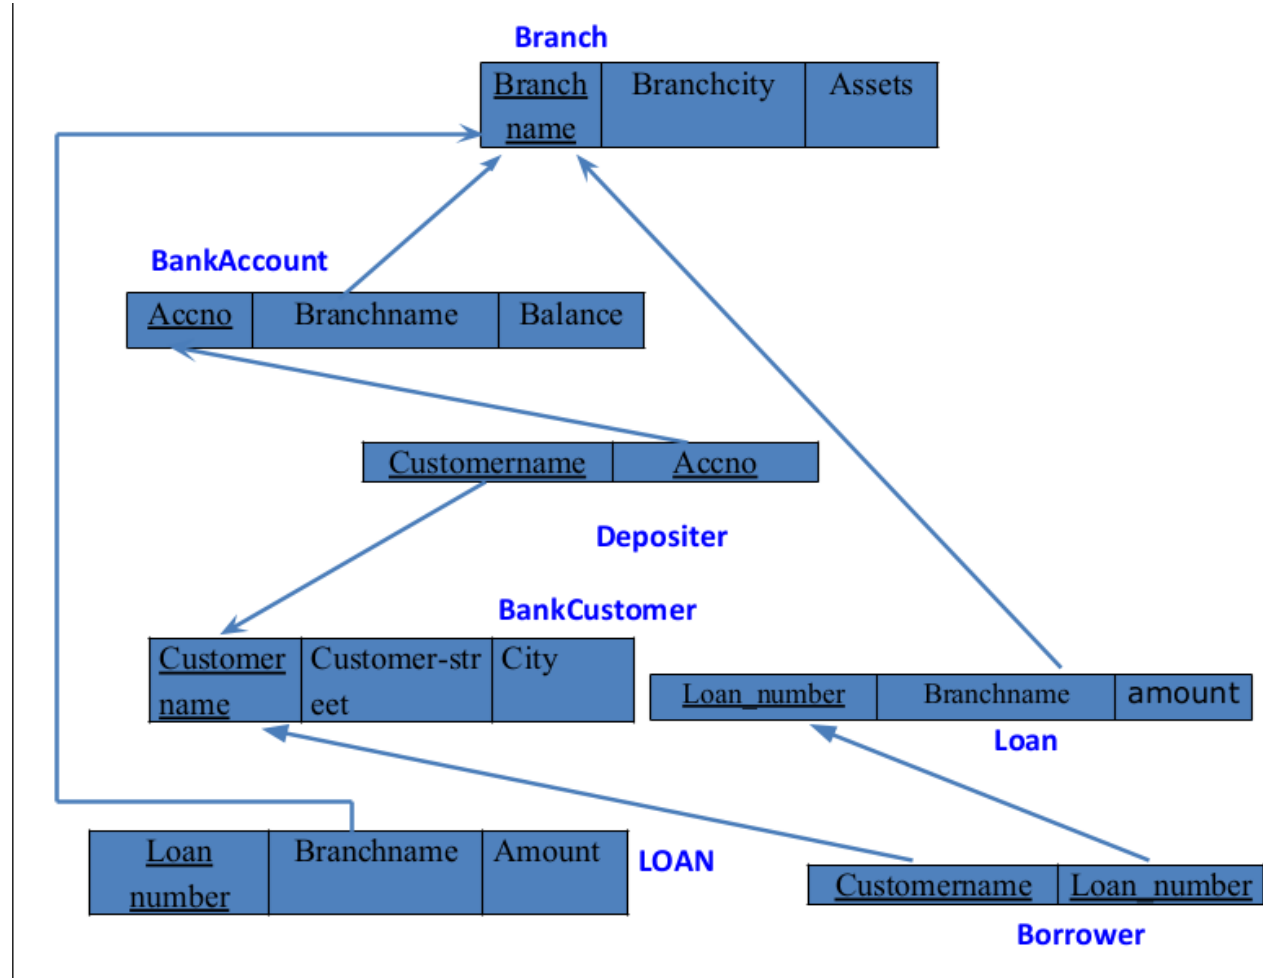 Branch
Branch Branchcity Assets
name
BankAccount
Accno Branchname Balance
Customername Accno
Depositer
BankCustomer
Customer Customer-str City
name eet
Loan_number Branchname amount
Loan
Loan Branchname Amount
number
LOAN
Customername Loan_number
Borrower